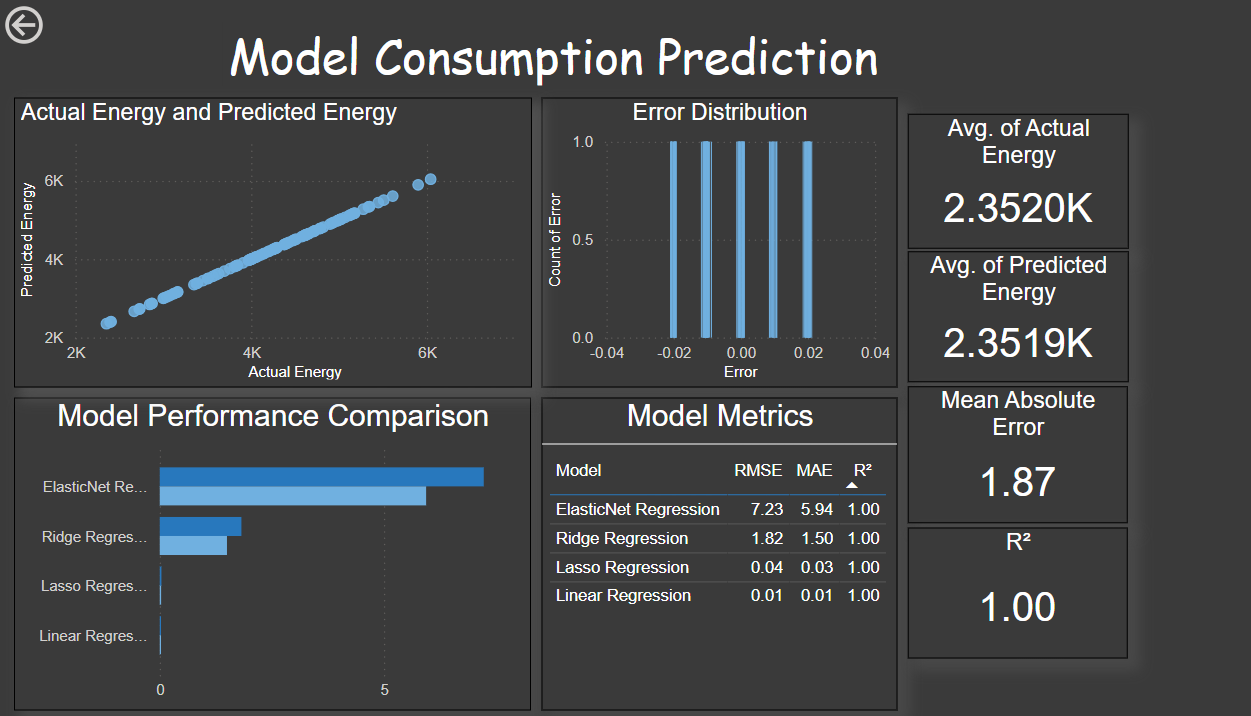 Model Consumption Prediction
Actual Energy and Predicted Energy
Predicted Energy
6K
4K
2K
2K 4K 6K
Actual Energy
Error Distribution
Count of Error
1.0
0.5
0.0
-0.04 -0.02 0.00 0.02 0.04
Error
Avg. of Actual
Energy
2.3520K
Avg. of Predicted
Energy
2.3519K
Mean Absolute
Error
1.87
R²
1.00
Model Performance Comparison
ElasticNet Re...
Ridge Regres...
Lasso Regres...
Linear Regres...
0 5
Model Metrics
Model RMSE MAE R²
ElasticNet Regression 7.23 5.94 1.00
Ridge Regression 1.82 1.50 1.00
Lasso Regression 0.04 0.03 1.00
Linear Regression 0.01 0.01 1.00